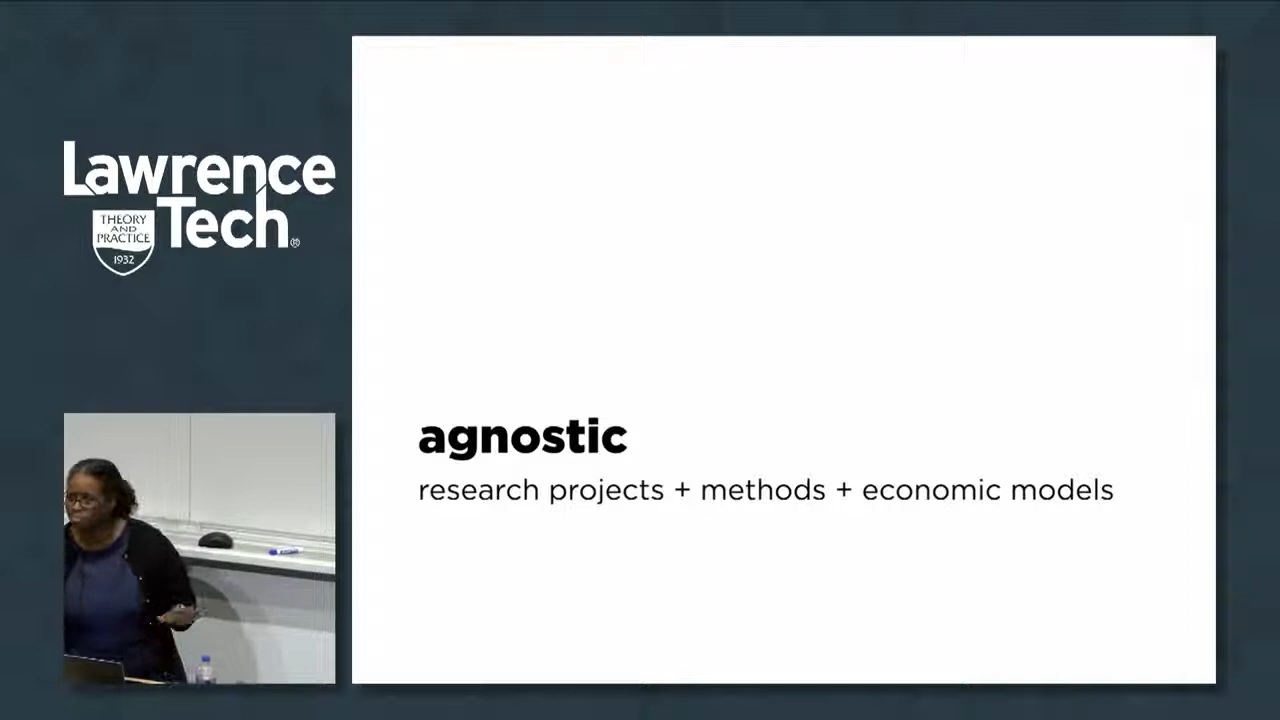 Lawrence
Tech®
THEORY
AND
PRACTICE
1932
agnostic
research projects + methods + economic models